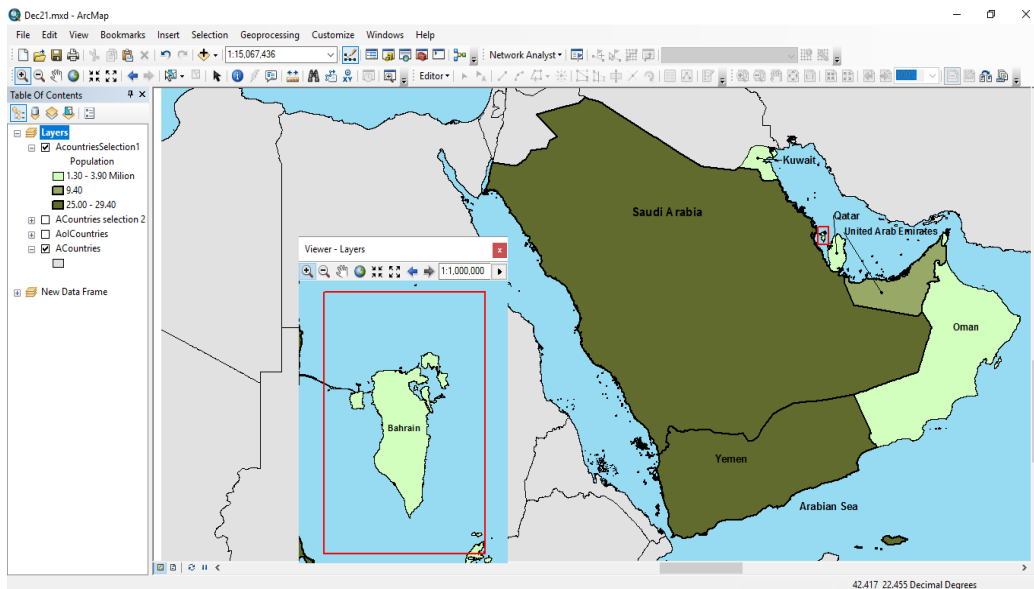 Dec21.mxd - ArcMap
File Edit View Bookmarks Insert Selection Geoprocessing Customize Windows Help
1:15,067,436
Network Analyst
Editor
Table Of Contents
Layers
AcountriesSelection1
Population
1.30 - 3.90 Milion
9.40
25.00 - 29.40
ACountries selection 2
AolCountries
ACountries
New Data Frame
Viewer - Layers
1:1,000,000
Bahrain
Kuwait
Saudi Arabia
Qatar
United Arab Emirates
Oman
Yemen
Arabian Sea
42.417 22.455 Decimal Degrees